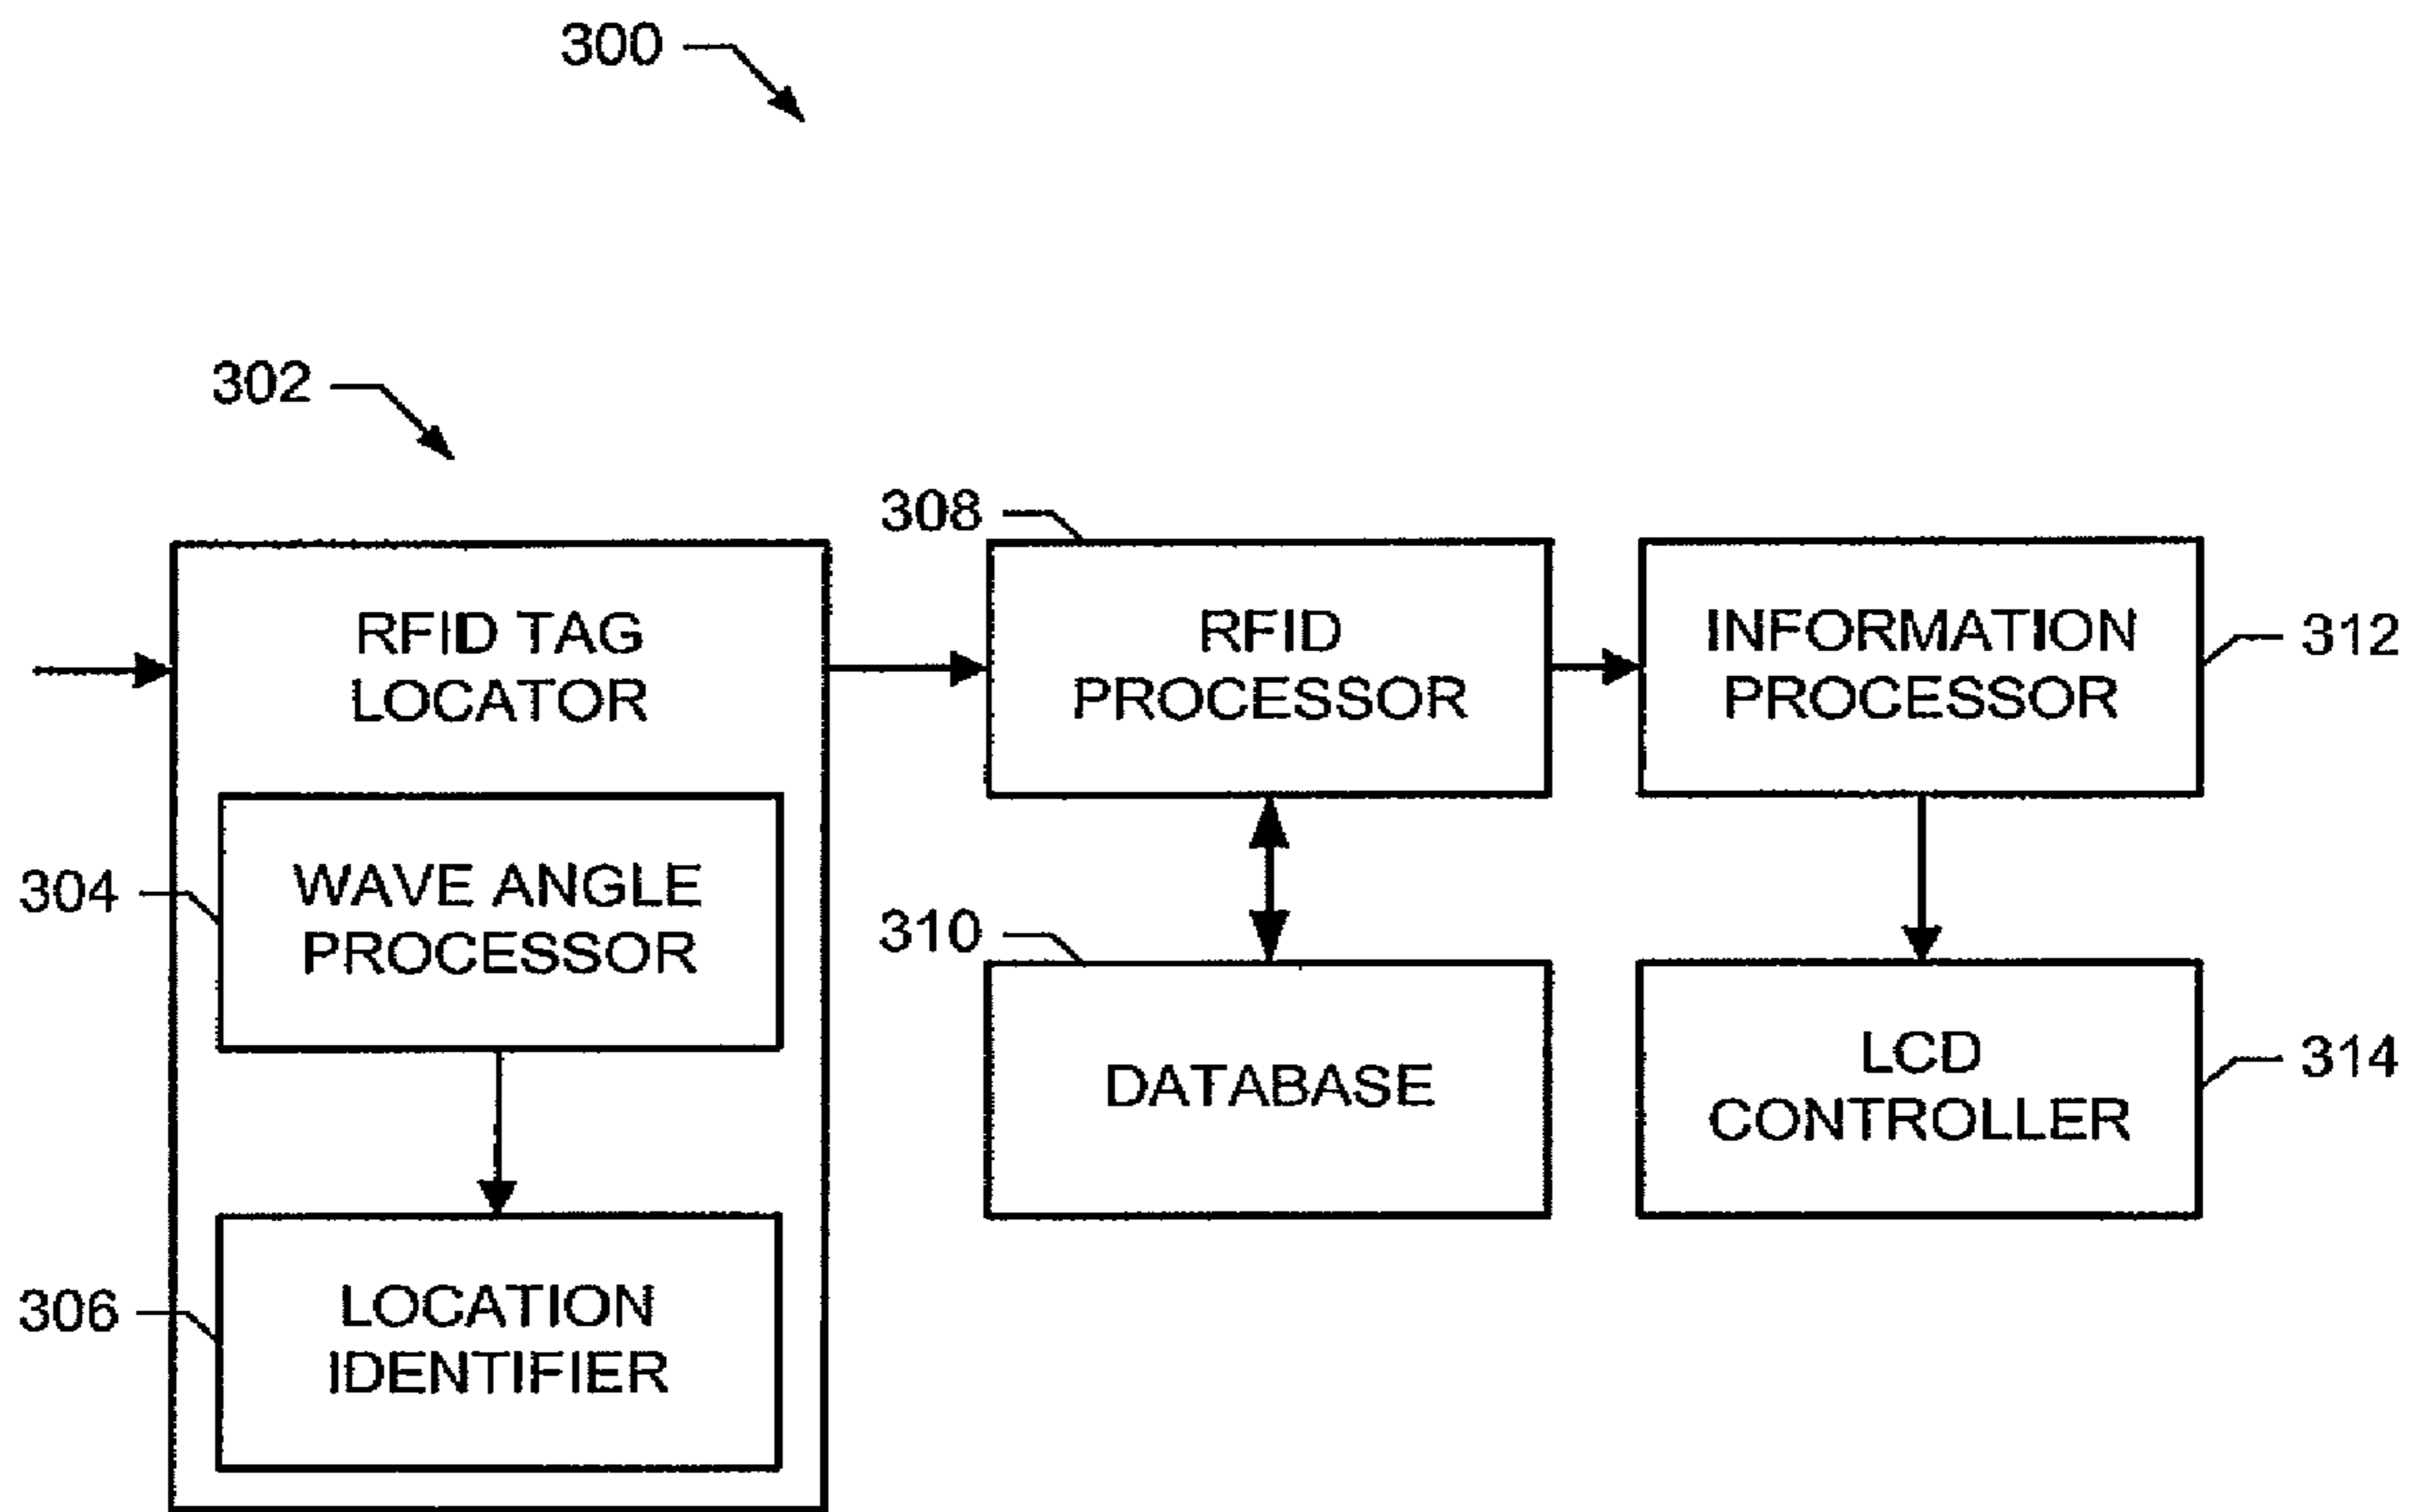 300
302
308
RFID TAG
LOCATOR
RFID
PROCESSOR
INFORMATION
PROCESSOR
312
304
WAVE ANGLE
PROCESSOR
310
DATABASE
LCD
CONTROLLER
314
306
LOCATION
IDENTIFIER